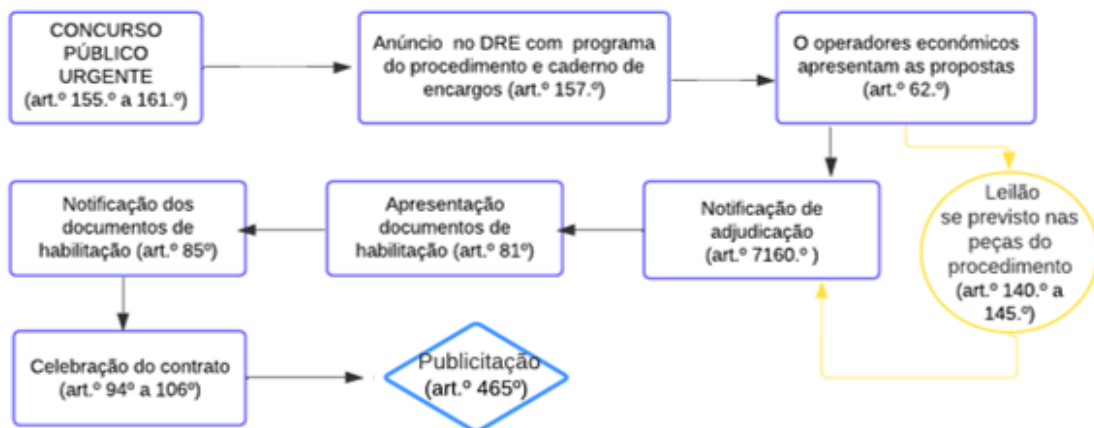 CONCURSO
PÚBLICO
URGENTE
(art.º 155.º a 161.º)
Anúncio no DRE com programa
do procedimento e caderno de
encargos (art.º 157.º)
O operadores económicos
apresentam as propostas
(art.º 62.º)
Notificação dos
documentos de
habilitação (art.º 85º)
Apresentação
documentos de
habilitação (art.º 81º)
Notificação de
adjudicação
(art.º 7160.º )
Leilão
se previsto nas
peças do
procedimento
(art.º 140.º a
145.º)
Celebração do contrato
(art.º 94º a 106º)
Publicitação
(art.º 465º)